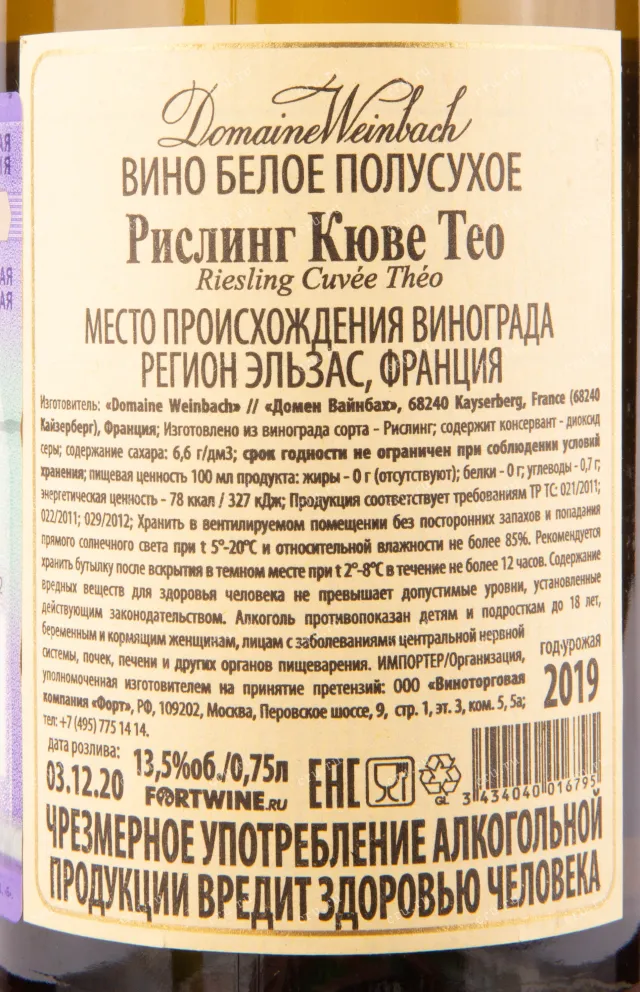 Domaine Weinbach
ВИНО БЕЛОЕ ПОЛУСУХОЕ
Рислинг Кюве Тео
Riesling Cuvée Théo
МЕСТО ПРОИСХОЖДЕНИЯ ВИНОГРАДА
РЕГИОН ЭЛЬЗАС, ФРАНЦИЯ
Изготовитель: «Domaine Weinbach» // «Домен Вайнбах», 68240 Kayserberg, France (68240
Кайзерберг), Франция; Изготовлено из винограда сорта - Рислинг; содержит консервант - диоксид
серы; содержание сахара: 6,6 г/дм3; срок годности не ограничен при соблюдении условий
хранения; пищевая ценность 100 мл продукта: жиры - 0 г (отсутствуют); белки - 0 г; углеводы - 0,7 г;
энергетическая ценность - 78 ккал / 327 кДж; Продукция соответствует требованиям ТР ТС: 021/2011;
022/2011; 029/2012; Хранить в вентилируемом помещении без посторонних запахов и попадания
прямого солнечного света при t 5°-20°C и относительной влажности не более 85%. Рекомендуется
хранить бутылку после вскрытия в темном месте при t 2°-8°C в течение не более 12 часов. Содержание
вредных веществ для здоровья человека не превышает допустимые уровни, установленные
действующим законодательством. Алкоголь противопоказан детям и подросткам до 18 лет,
беременным и кормящим женщинам, лицам с заболеваниями центральной нервной
системы, почек, печени и других органов пищеварения. ИМПОРТЕР/Организация,
уполномоченная изготовителем на принятие претензий: ООО «Виноторговая
компания «Форт», РФ, 109202, Москва, Перовское шоссе, 9, стр. 1, эт. 3, ком. 5, 5а;
тел: +7 (495) 775 14 14.
год-урожая
2019
дата розлива:
03.12.20
13,5%об./0,75л
FORTWINE.RU
ЕАС
GL
3 434040 016795
ЧРЕЗМЕРНОЕ УПОТРЕБЛЕНИЕ АЛКОГОЛЬНОЙ
ПРОДУКЦИИ ВРЕДИТ ЗДОРОВЬЮ ЧЕЛОВЕКА